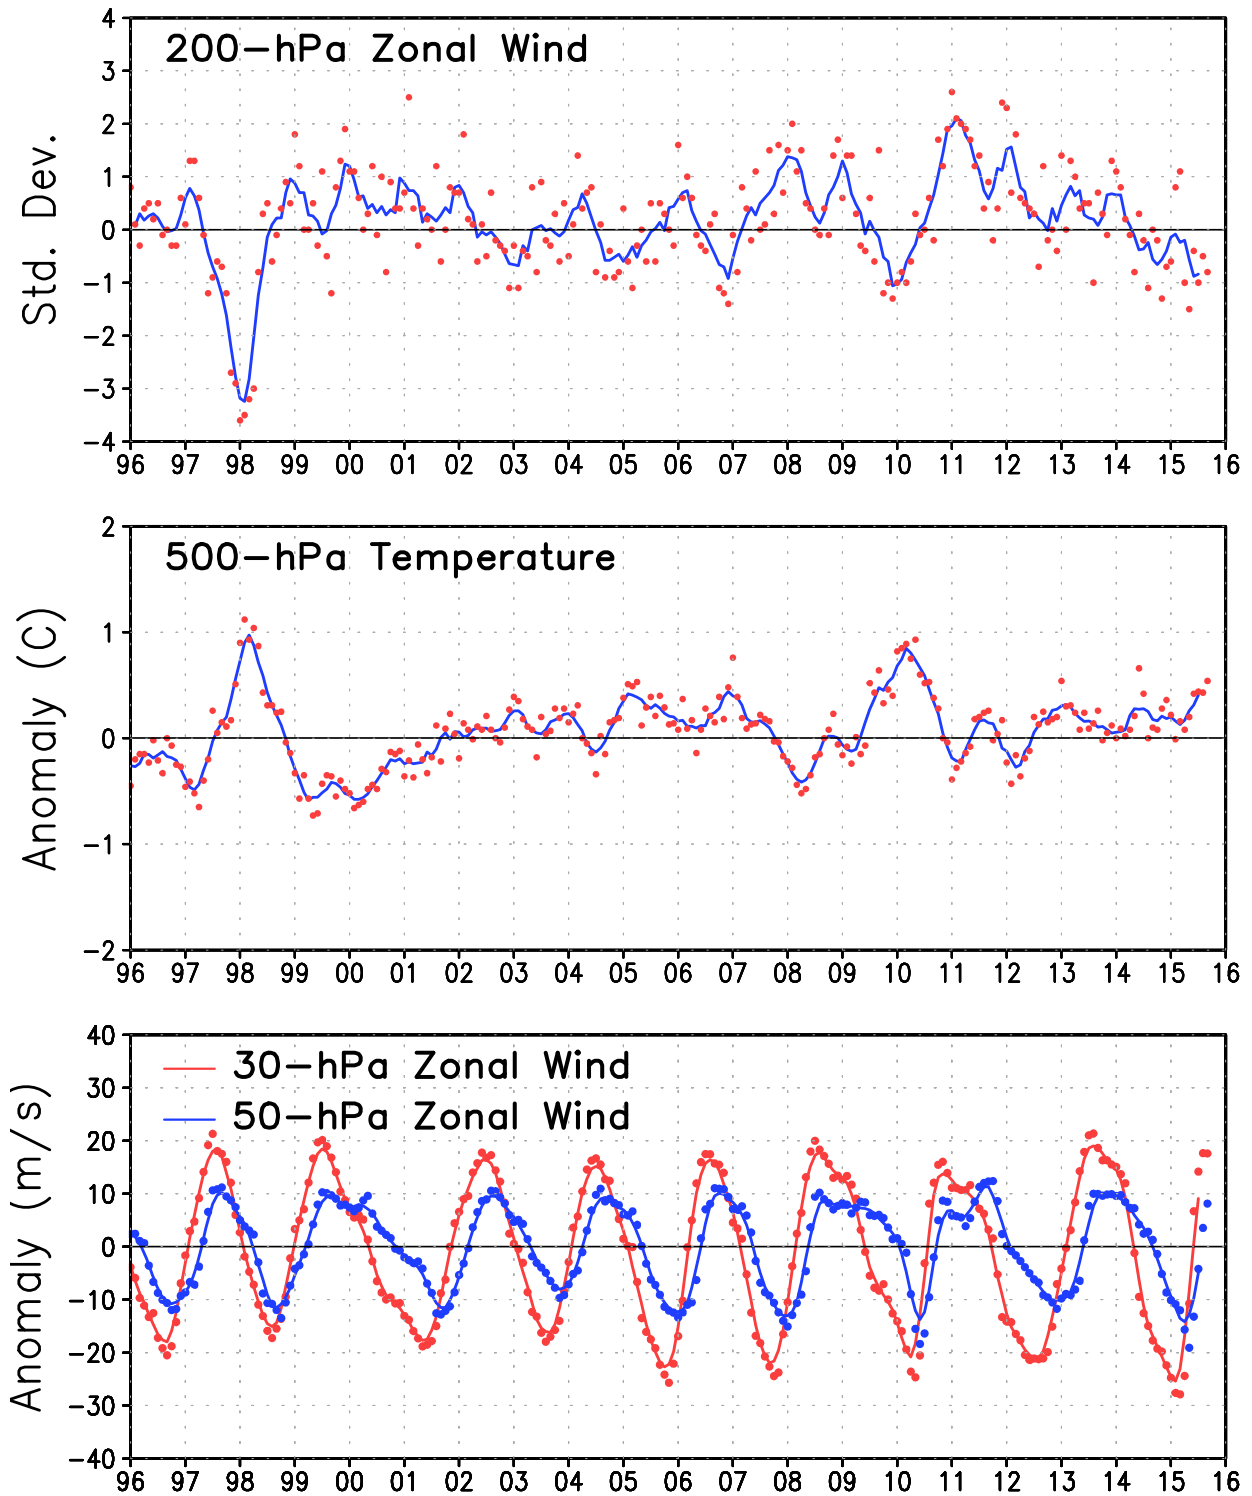 200-hPa Zonal Wind
Std. Dev.
4
3
2
1
0
-1
-2
-3
-4
96 97 98 99 00 01 02 03 04 05 06 07 08 09 10 11 12 13 14 15 16
500-hPa Temperature
Anomaly (C)
2
1
0
-1
-2
96 97 98 99 00 01 02 03 04 05 06 07 08 09 10 11 12 13 14 15 16
30-hPa Zonal Wind
50-hPa Zonal Wind
Anomaly (m/s)
40
30
20
10
0
-10
-20
-30
-40
96 97 98 99 00 01 02 03 04 05 06 07 08 09 10 11 12 13 14 15 16